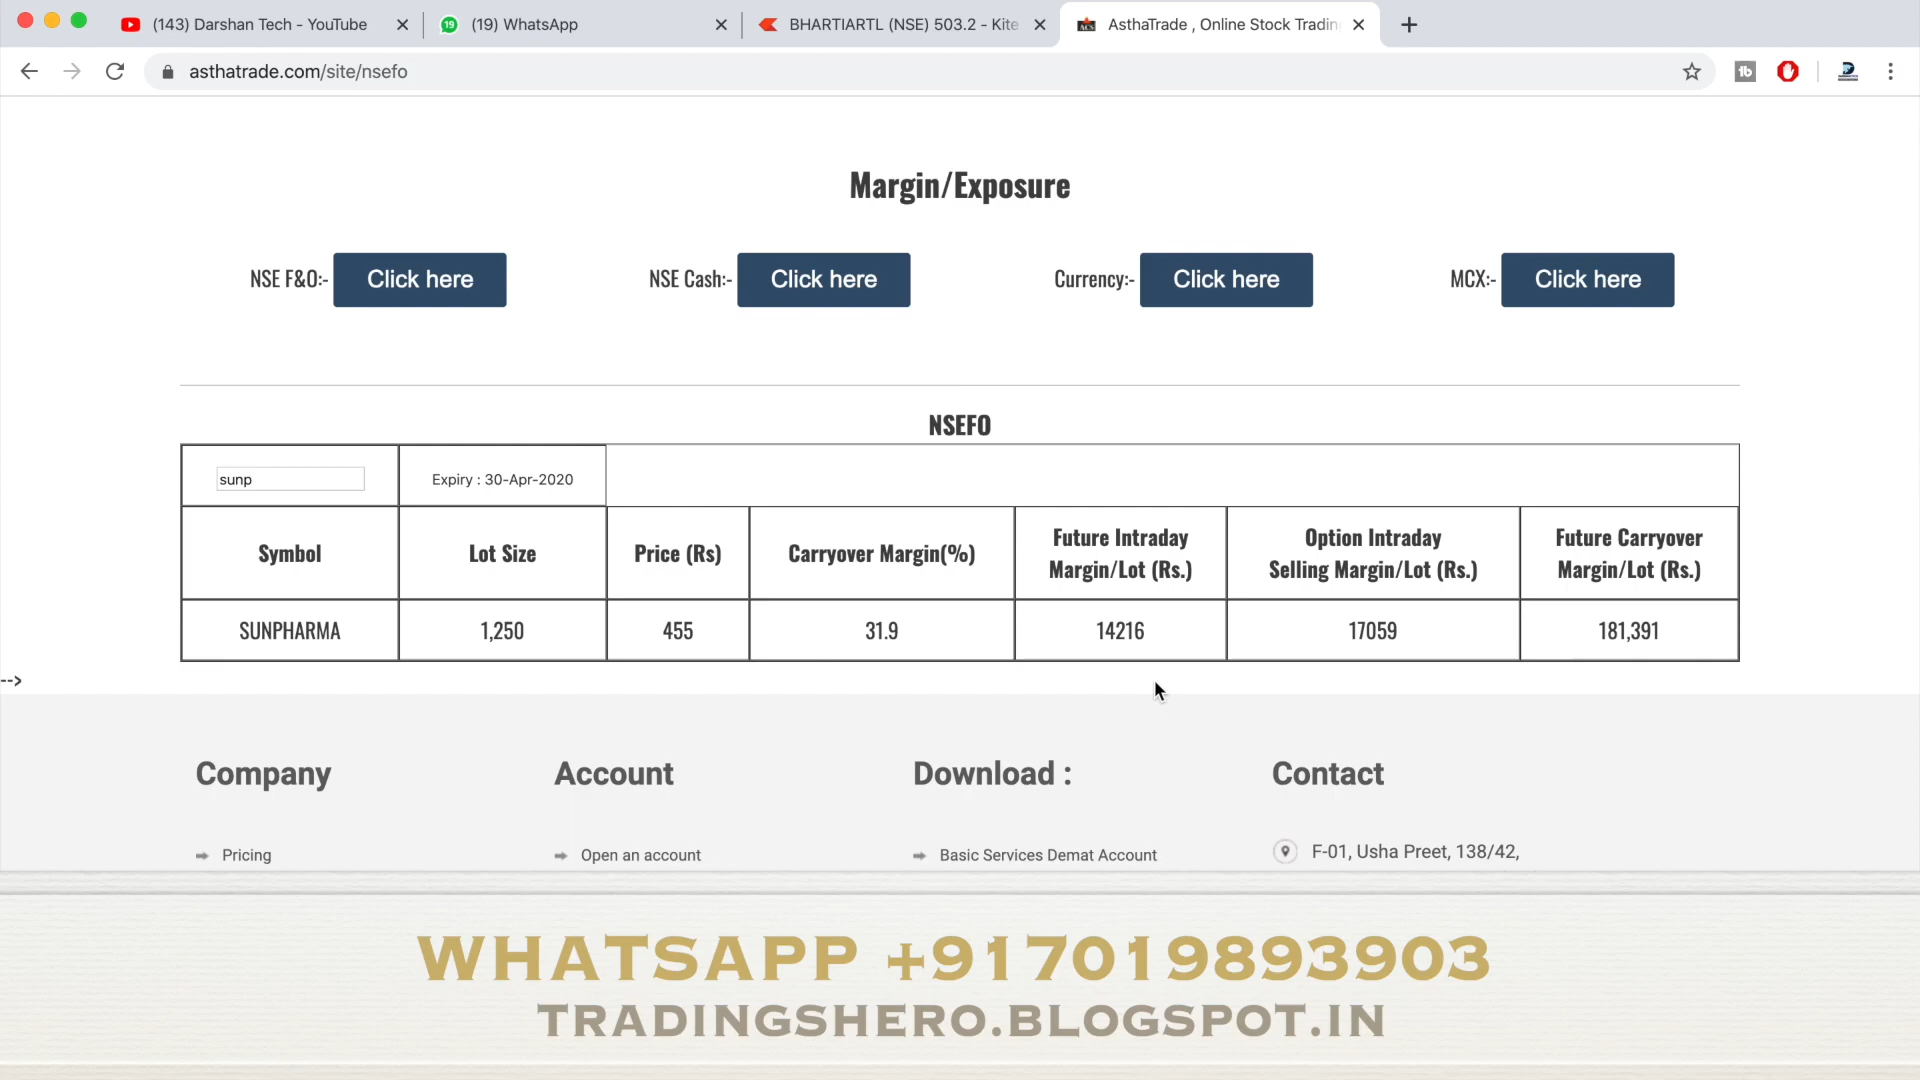 (143) Darshan Tech - YouTube
19
(19) WhatsApp
BHARTIARTL (NSE) 503.2 - Kite
AsthaTrade , Online Stock Tradin
asthatrade.com/site/nsefo
tb
Margin/Exposure
NSE F&O:- Click here
NSE Cash:- Click here
Currency:- Click here
MCX:- Click here
NSEFO
sunp
Expiry : 30-Apr-2020
Symbol
Lot Size
Price (Rs)
Carryover Margin(%)
Future Intraday
Margin/Lot (Rs.)
Option Intraday
Selling Margin/Lot (Rs.)
Future Carryover
Margin/Lot (Rs.)
SUNPHARMA
1,250
455
31.9
14216
17059
181,391
-->
Company
Account
Download :
Contact
Pricing
Open an account
Basic Services Demat Account
F-01, Usha Preet, 138/42,
WHATSAPP +917019893903
TRADINGSHERO.BLOGSPOT.IN